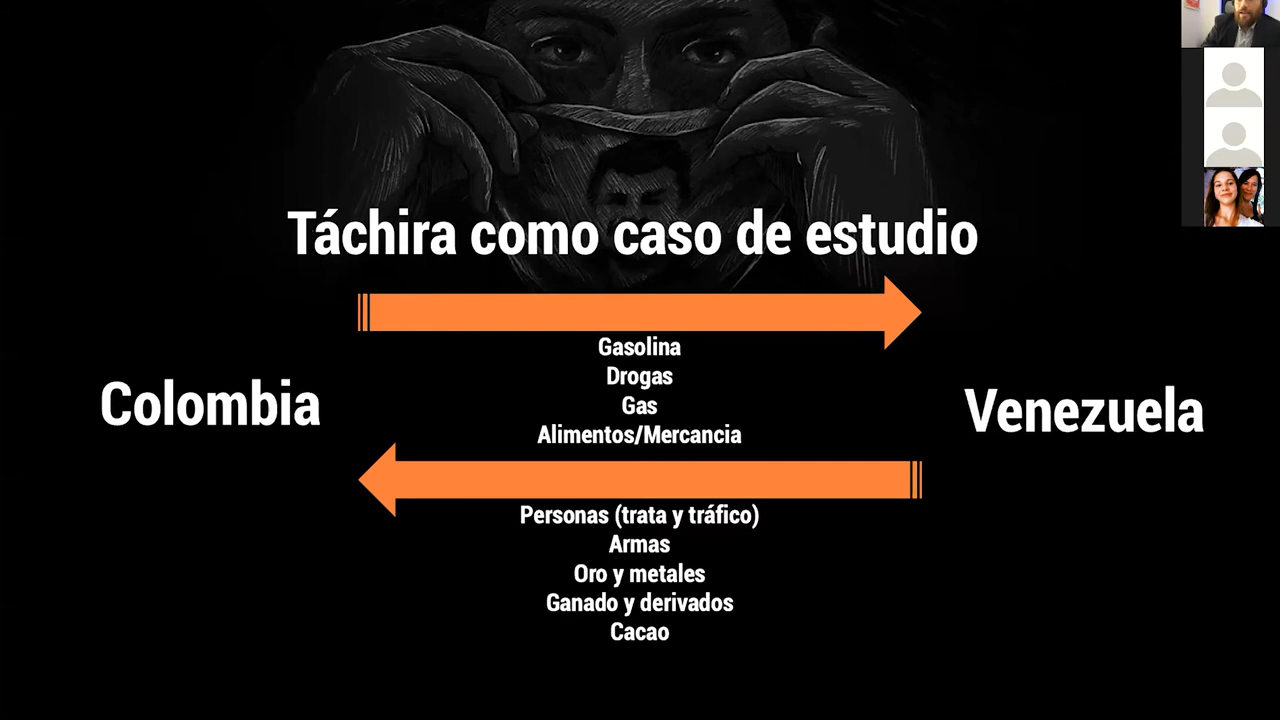 Táchira como caso de estudio
Gasolina
Drogas
Gas
Alimentos/Mercancia
Colombia
Venezuela
Personas (trata y tráfico)
Armas
Oro y metales
Ganado y derivados
Cacao